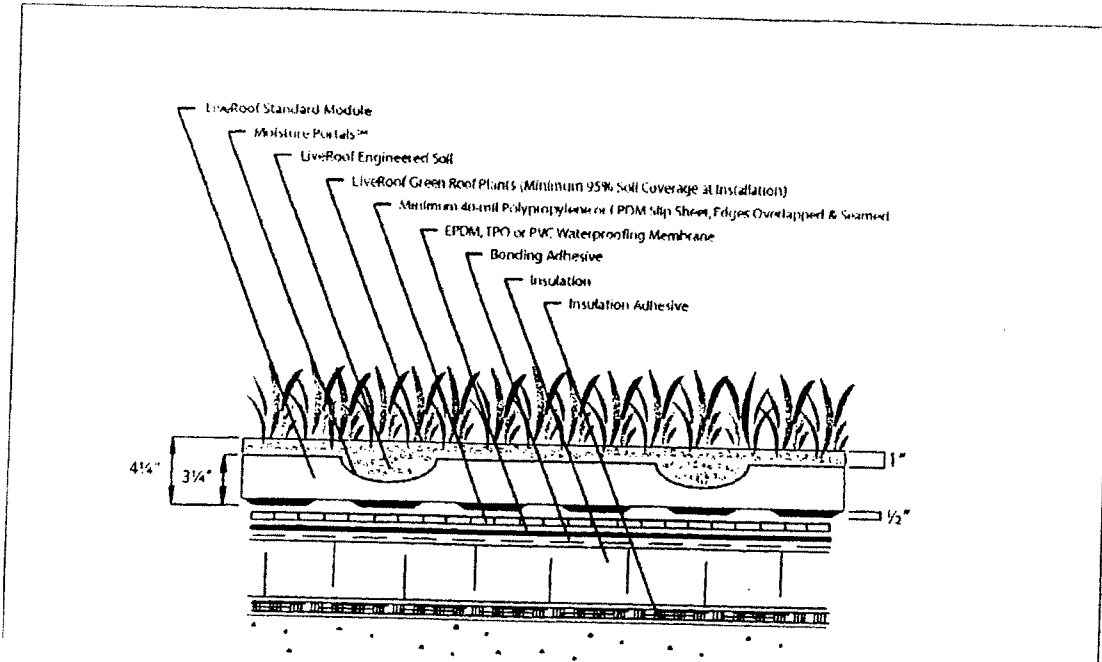 LiveRoof Standard Module
Moisture Portals™
LiveRoof Engineered Soil
LiveRoof Green Roof Plants (Minimum 95% Soil Coverage at Installation)
Minimum 40-mil Polypropylene or EPDM Slip Sheet, Edges Overlapped & Seamed
EPDM, TPO or PVC Waterproofing Membrane
Bonding Adhesive
Insulation
Insulation Adhesive
4¼"
3¼"
1"
½"